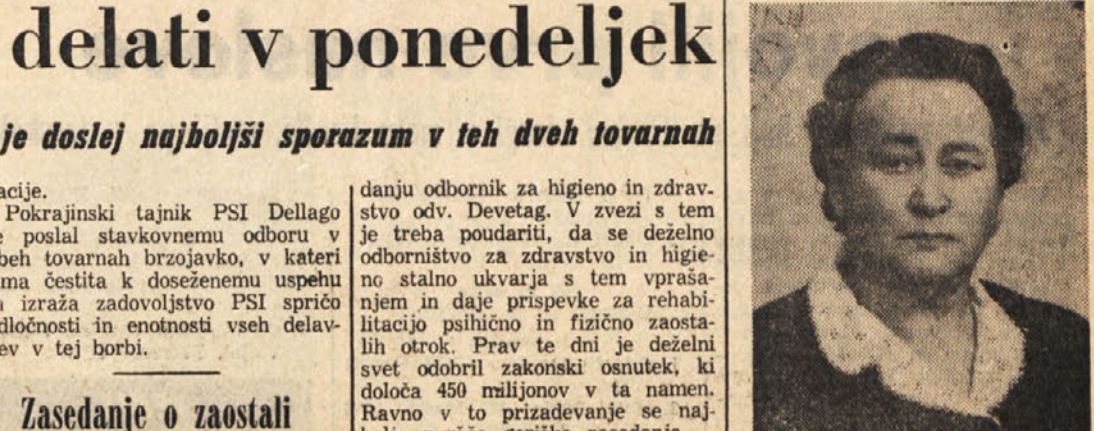 delati v ponedeljek
je doslej najboljši sporazum v teh dveh tovarnah
acije.
Pokrajinski tajnik PSI Dellago
poslal stavkovnemu odboru v
beh tovarnah brzojavko, v kateri
ma čestita k doseženemu uspehu
izraža zadovoljstvo PSI spričo
dločnosti in enotnosti vseh delav-
ev v tej borbi.
Zasedanje o zaostali
danju odbornik za higieno in zdrav-
stvo odv. Devetag. V zvezi s tem
je treba poudariti, da se deželno
odborništvo za zdravstvo in higie-
no stalno ukvarja s tem vpraša-
njem in daje prispevke za rehabi-
litacijo psihično in fizično zaosta-
lih otrok. Prav te dni je deželni
svet odobril zakonski osnutek, ki
določa 450 milijonov v ta namen.
Ravno v to prizadevanje se naj-